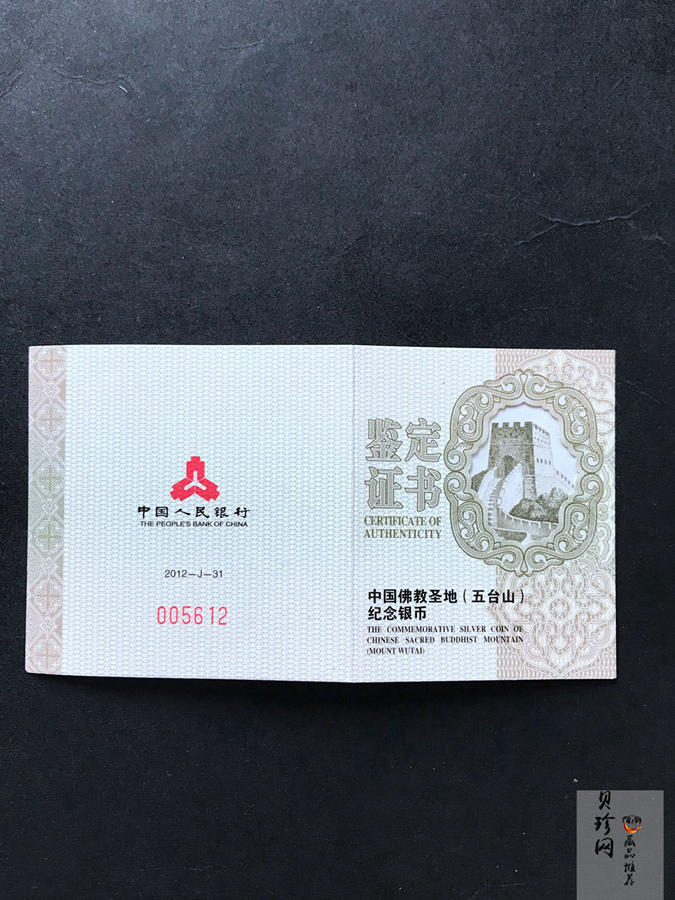 中国人民银行
THE PEOPLE'S BANK OF CHINA
2012-J-31
005612
鉴定
证书
CERTIFICATE OF
AUTHENTICITY
中国佛教圣地(五台山)
纪念银币
THE COMMEMORATIVE SILVER COIN OF
CHINESE SACRED BUDDHIST MOUNTAIN
(MOUNT WUTAI)
贝珍网
藏品推荐